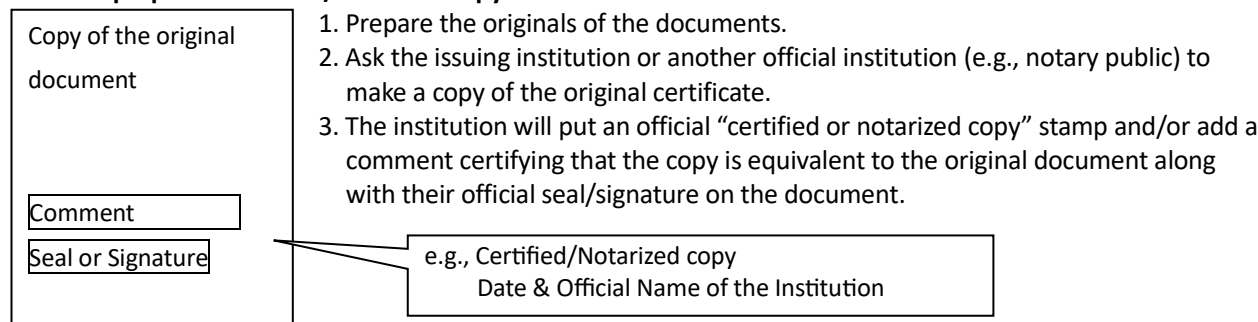 Copy of the original
document
Comment
Seal or Signature
1. Prepare the originals of the documents.
2. Ask the issuing institution or another official institution (e.g., notary public) to
make a copy of the original certificate.
3. The institution will put an official “certified or notarized copy” stamp and/or add a
comment certifying that the copy is equivalent to the original document along
with their official seal/signature on the document.
e.g., Certified/Notarized copy
Date & Official Name of the Institution